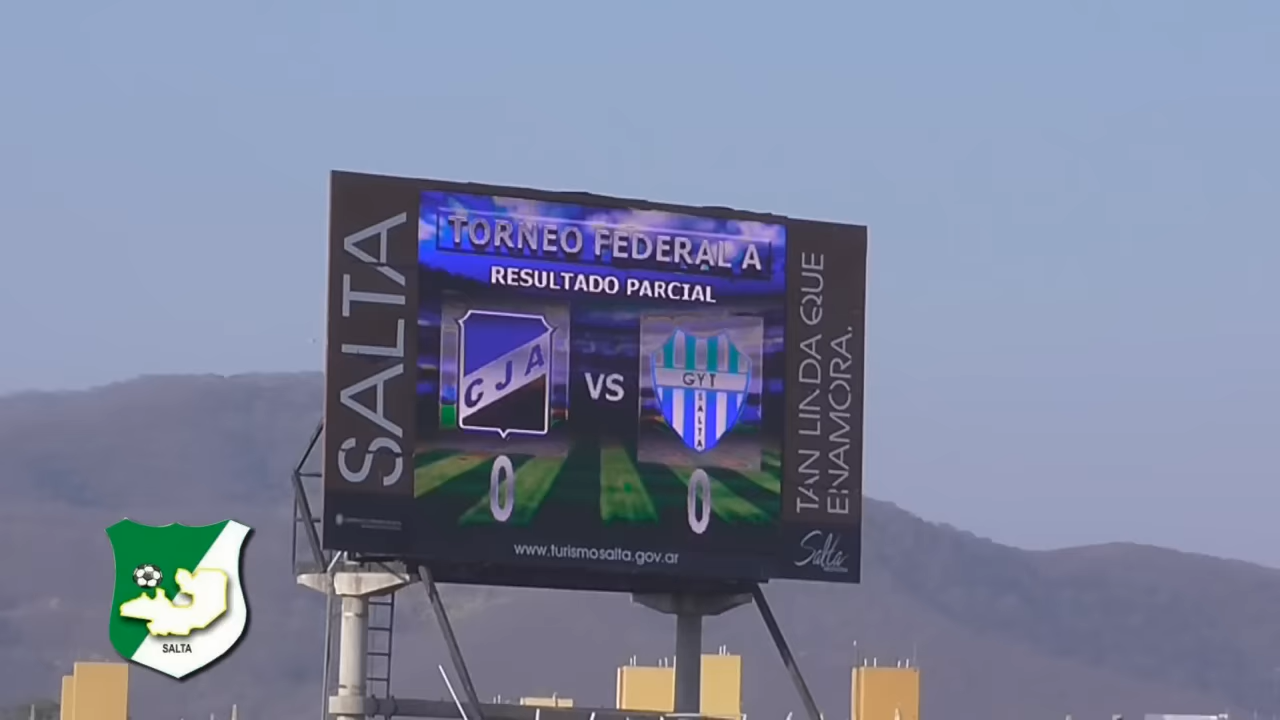 SALTA
TORNEO FEDERAL A
RESULTADO PARCIAL
CJA
VS
GYT
SALTA
0
0
www.turismosalta.gov.ar
TAN LINDA QUE
ENAMORA.
Salta
SALTA